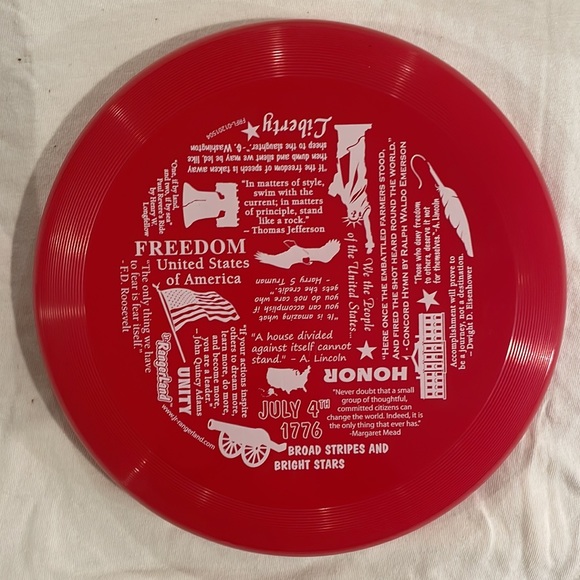 FRFL/01201504
Liberty
"If the freedom of speech is taken away
then dumb and silent we may be led, like
sheep to the slaughter." -G. Washington
"One, if by land,
and two, if by sea"
Paul Revere's Ride
by Henry W.
Longfellow
"In matters of style,
swim with the
current; in matters
of principle, stand
like a rock."
– Thomas Jefferson
FREEDOM
United States
of America
"The only thing we have
to fear is fear itself."
- F.D. Roosevelt
"It is amazing what
you can accomplish if
you do not care who
gets the credit."
- Harry S Truman
We the People
of the United States...
"HERE ONCE THE EMBATTLED FARMERS STOOD,
AND FIRED THE SHOT HEARD ROUND THE WORLD."
-CONCORD HYMN BY RALPH WALDO EMERSON
"Those who deny freedom
to others, deserve it not
for themselves."-A. Lincoln
Accomplishment will prove to
be a journey, not a destination.
– Dwight D Eisenhower
"A house divided
against itself cannot
stand." – A. Lincoln
HONOR
"If your actions inspire
others to dream more,
learn more, do more,
and become more,
you are a leader."
– John Quincy Adams
UNITY
Jr RangerLand
www.jr-rangerland.com
JULY 4TH
1776
"Never doubt that a small
group of thoughtful,
committed citizens can
change the world. Indeed, it is
the only thing that ever has."
-Margaret Mead
BROAD STRIPES AND
BRIGHT STARS